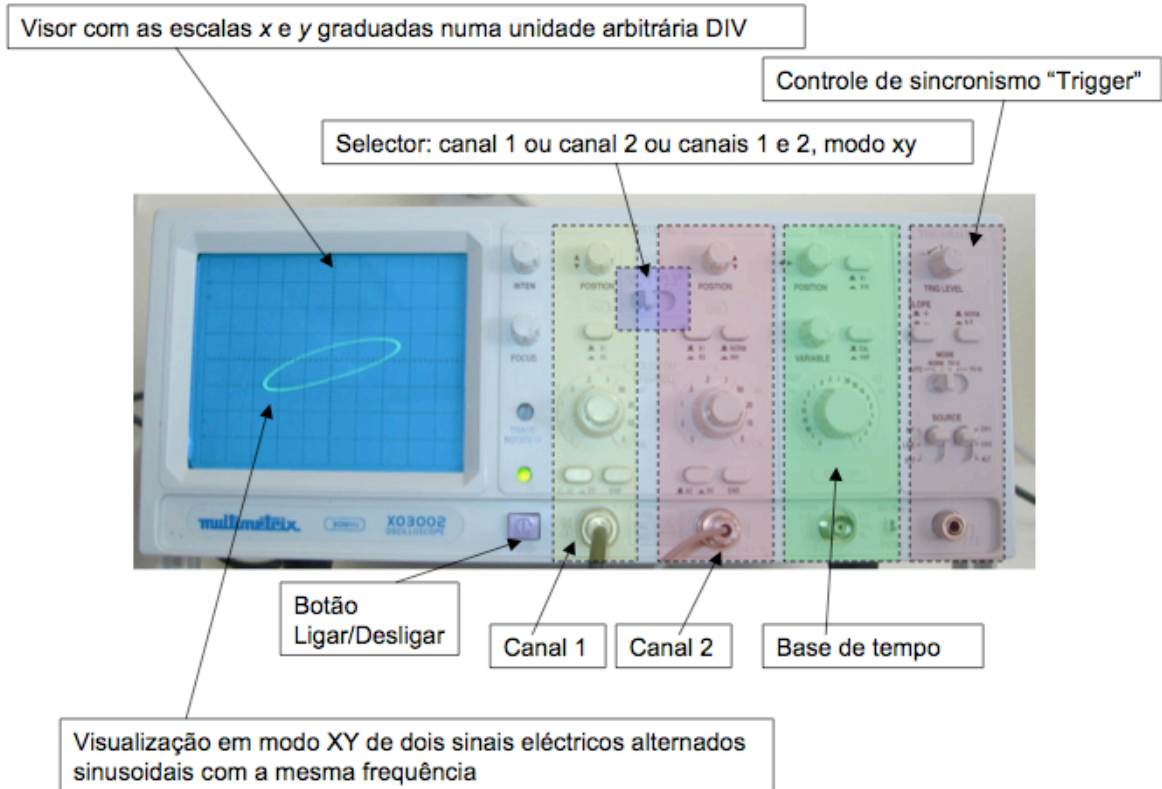 Visor com as escalas x e y graduadas numa unidade arbitrária DIV
Controle de sincronismo “Trigger”
Selector: canal 1 ou canal 2 ou canais 1 e 2, modo xy
INTEN
POSITION
POSITION
POSITION
TRIG LEVEL
FOCUS
VARIABLE
MODE
SOURCE
multimetrix
XO3002
OSCILLOSCOPE
Botão
Ligar/Desligar
Canal 1
Canal 2
Base de tempo
Visualização em modo XY de dois sinais eléctricos alternados
sinusoidais com a mesma frequência